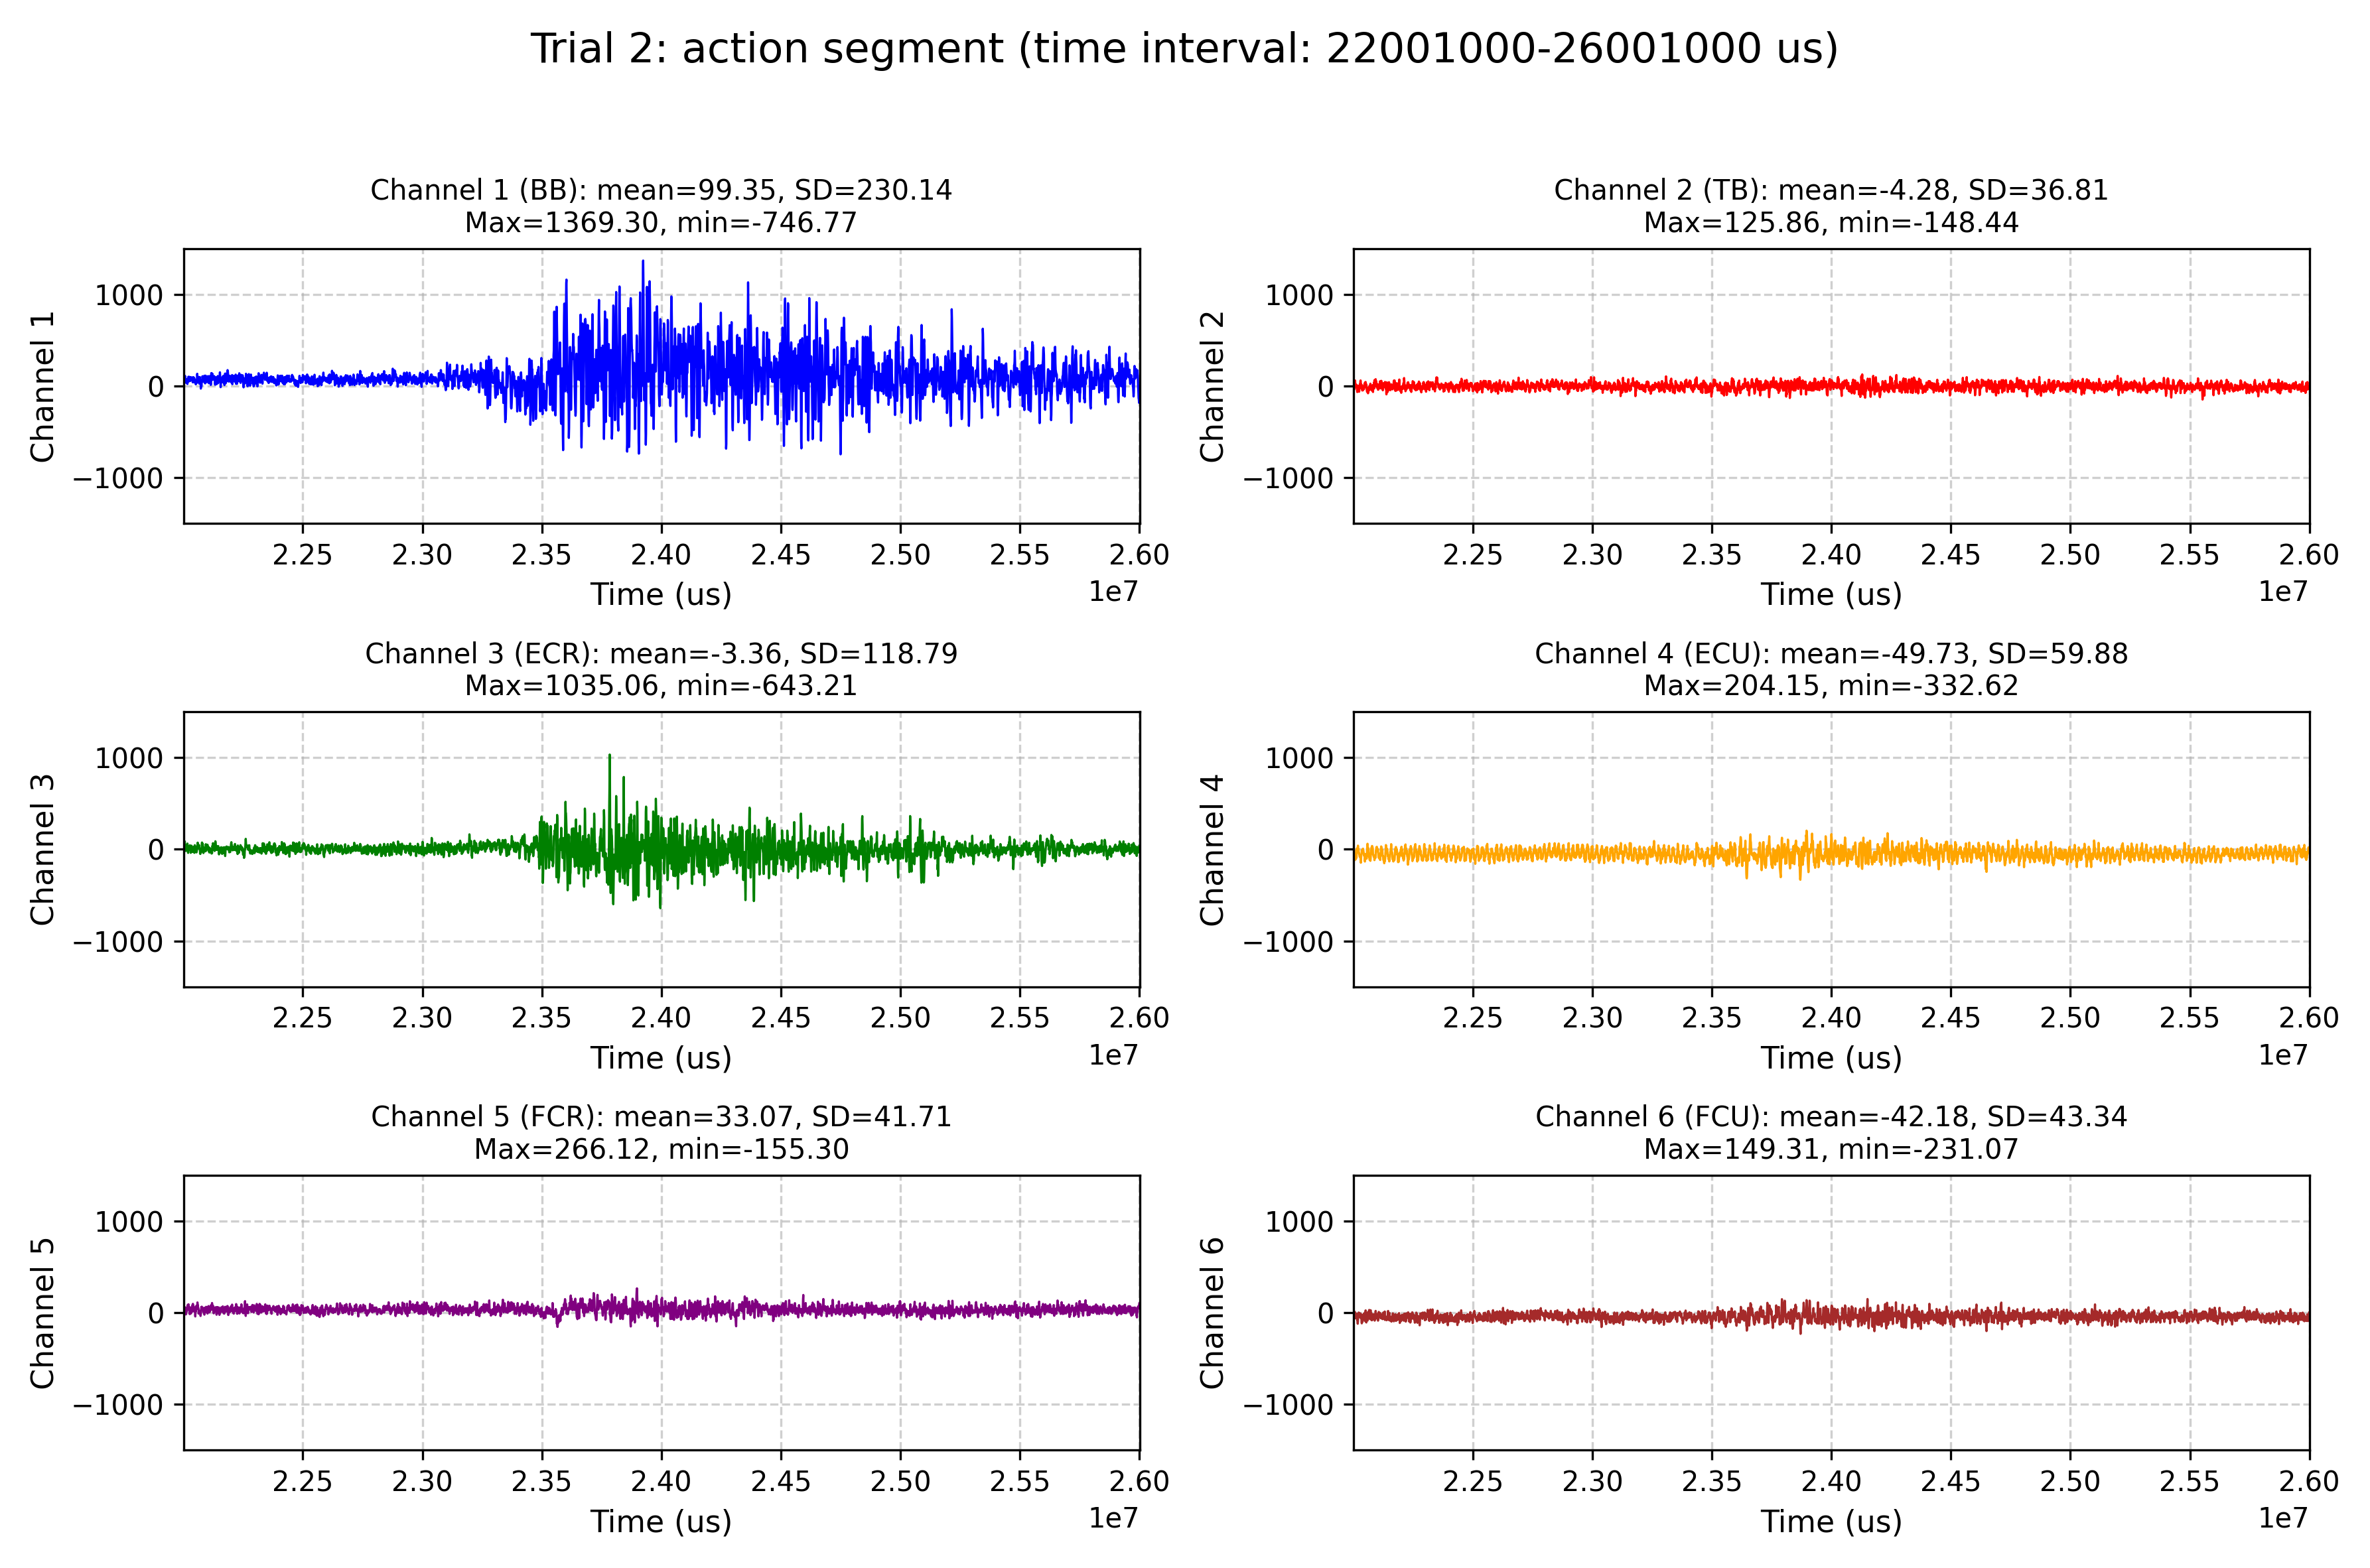 Trial 2: action segment (time interval: 22001000-26001000 us)
Channel 1 (BB): mean=99.35, SD=230.14
Max=1369.30, min=-746.77
Channel 1
1000
0
−1000
2.25 2.30 2.35 2.40 2.45 2.50 2.55 2.60
Time (us)
1e7
Channel 2 (TB): mean=-4.28, SD=36.81
Max=125.86, min=-148.44
Channel 2
1000
0
−1000
2.25 2.30 2.35 2.40 2.45 2.50 2.55 2.60
Time (us)
1e7
Channel 3 (ECR): mean=-3.36, SD=118.79
Max=1035.06, min=-643.21
Channel 3
1000
0
−1000
2.25 2.30 2.35 2.40 2.45 2.50 2.55 2.60
Time (us)
1e7
Channel 4 (ECU): mean=-49.73, SD=59.88
Max=204.15, min=-332.62
Channel 4
1000
0
−1000
2.25 2.30 2.35 2.40 2.45 2.50 2.55 2.60
Time (us)
1e7
Channel 5 (FCR): mean=33.07, SD=41.71
Max=266.12, min=-155.30
Channel 5
1000
0
−1000
2.25 2.30 2.35 2.40 2.45 2.50 2.55 2.60
Time (us)
1e7
Channel 6 (FCU): mean=-42.18, SD=43.34
Max=149.31, min=-231.07
Channel 6
1000
0
−1000
2.25 2.30 2.35 2.40 2.45 2.50 2.55 2.60
Time (us)
1e7